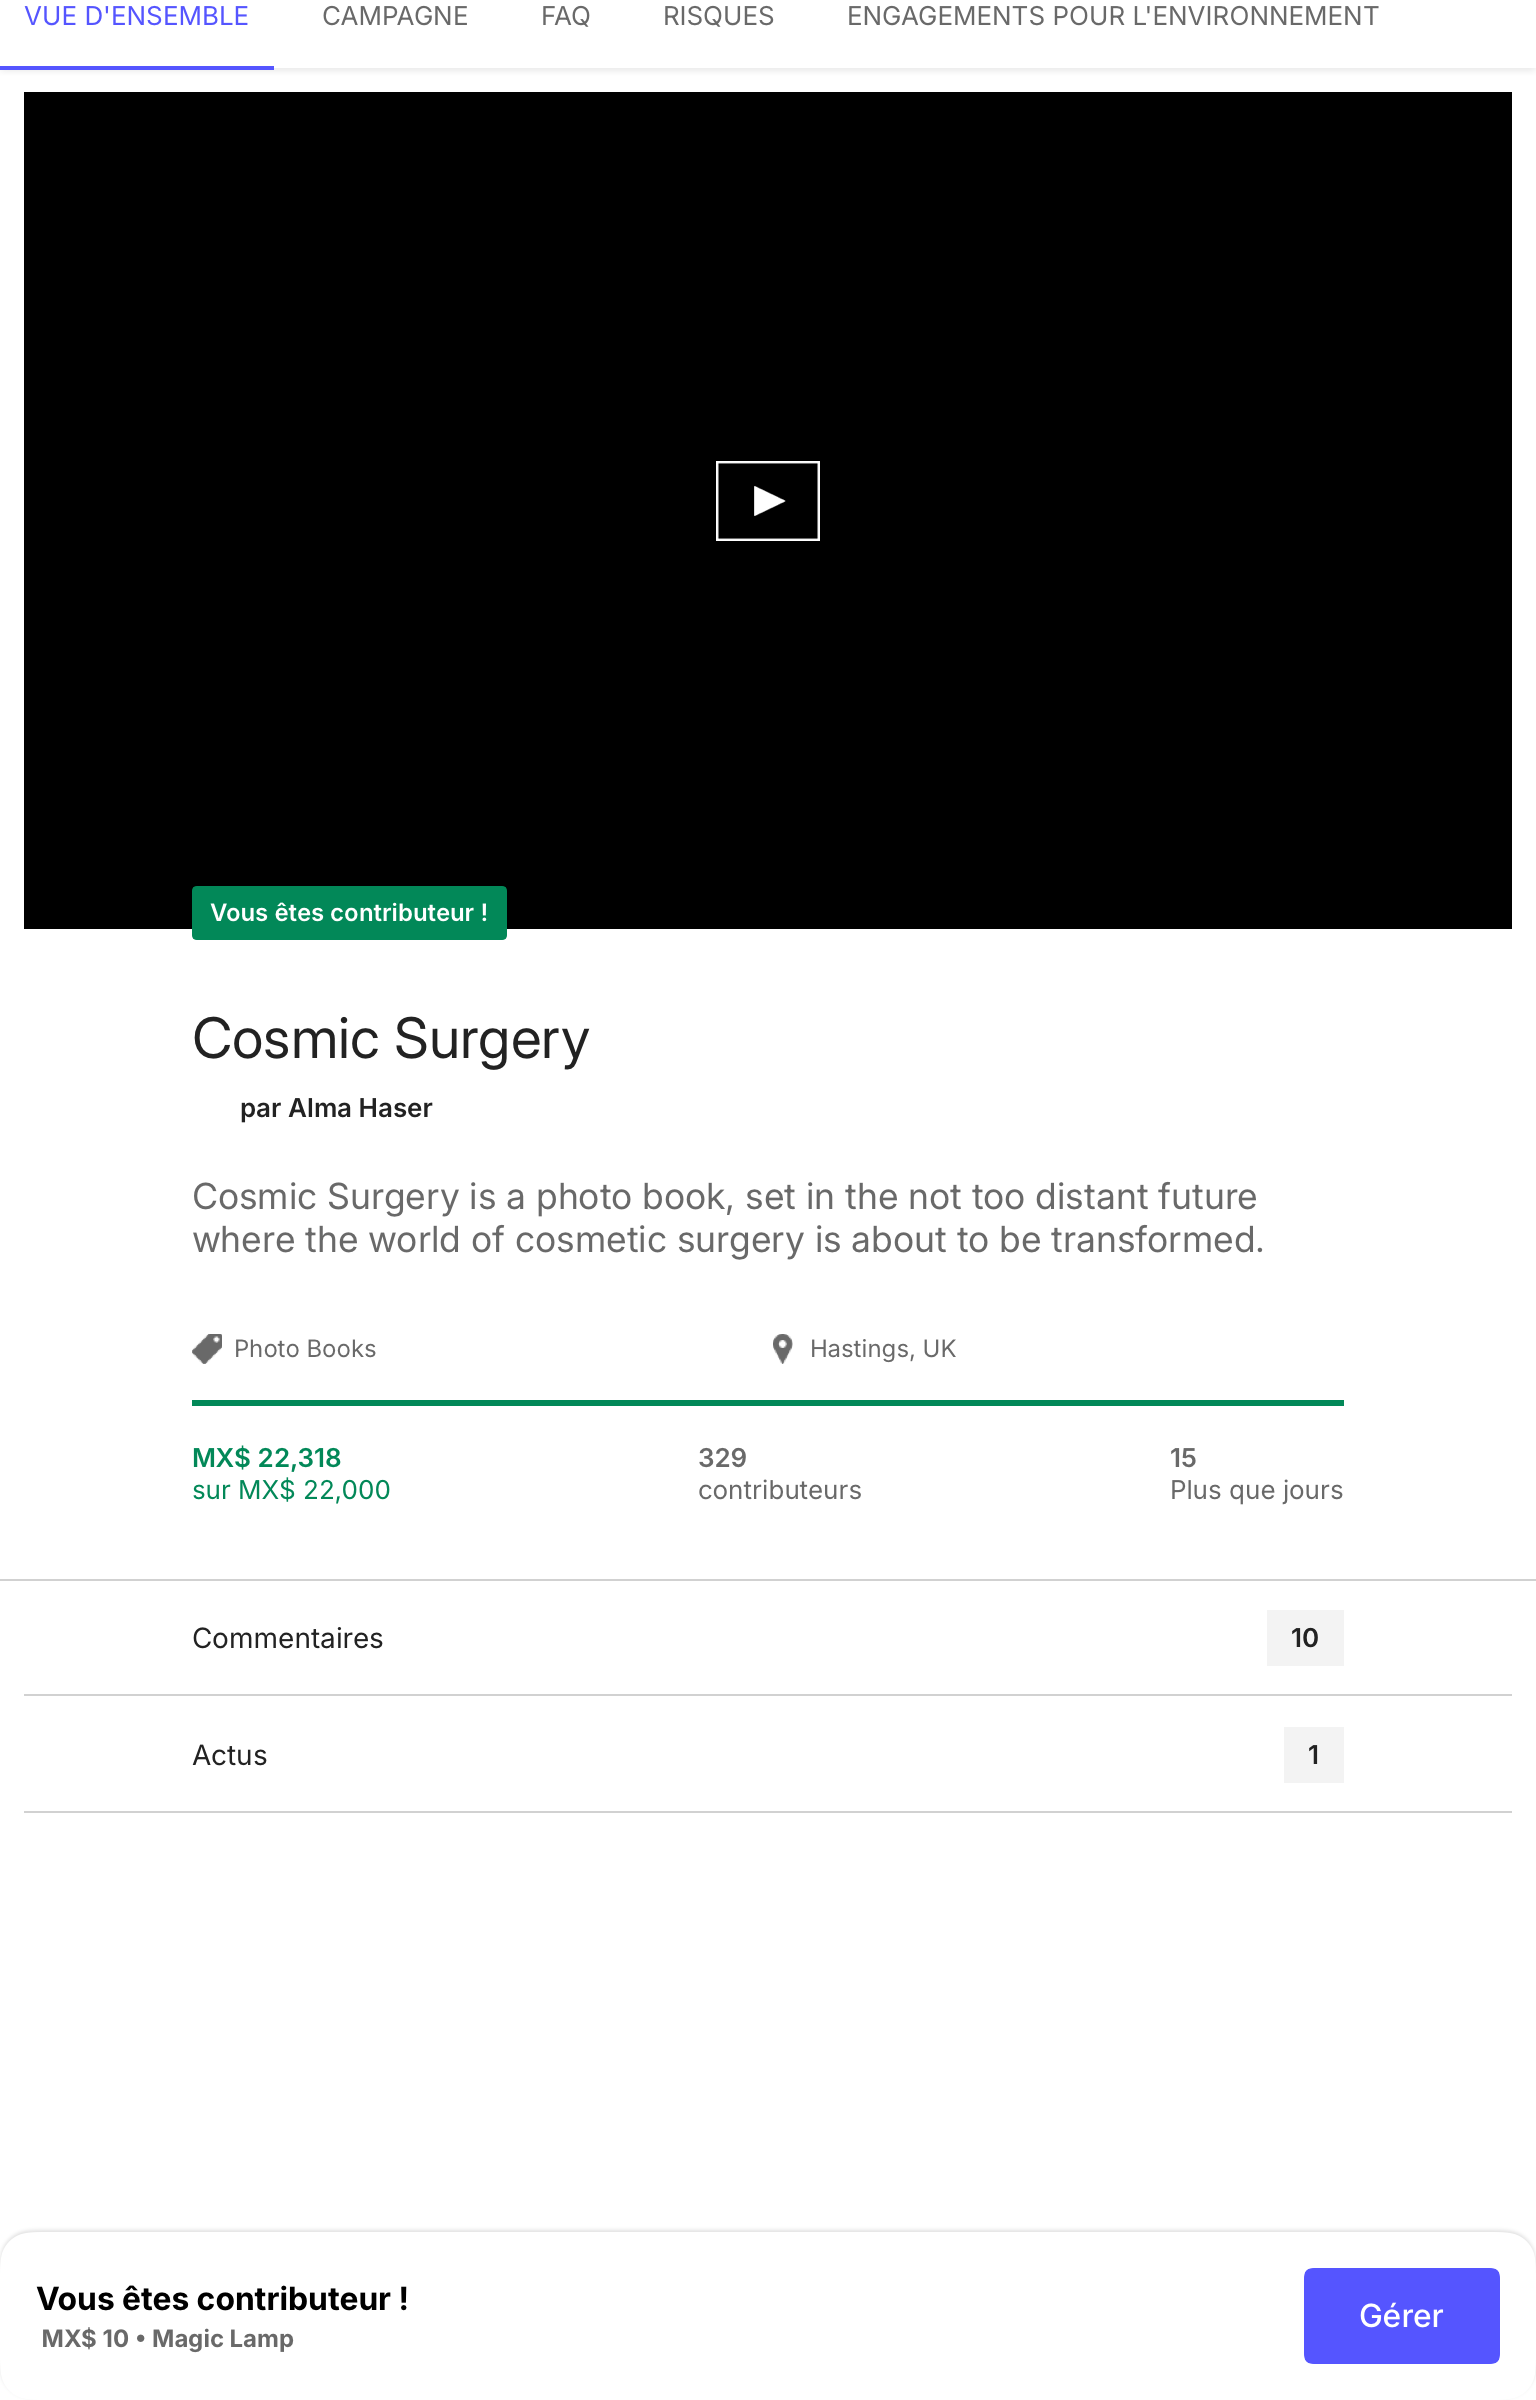 VUE D'ENSEMBLE CAMPAGNE FAQ RISQUES ENGAGEMENTS POUR L'ENVIRONNEMENT
Vous êtes contributeur !
Cosmic Surgery
par Alma Haser
Cosmic Surgery is a photo book, set in the not too distant future
where the world of cosmetic surgery is about to be transformed.
Photo Books Hastings, UK
MX$ 22,318 329 15
sur MX$ 22,000 contributeurs Plus que jours
Commentaires 10
Actus 1
Vous êtes contributeur !
MX$ 10 • Magic Lamp
Gérer